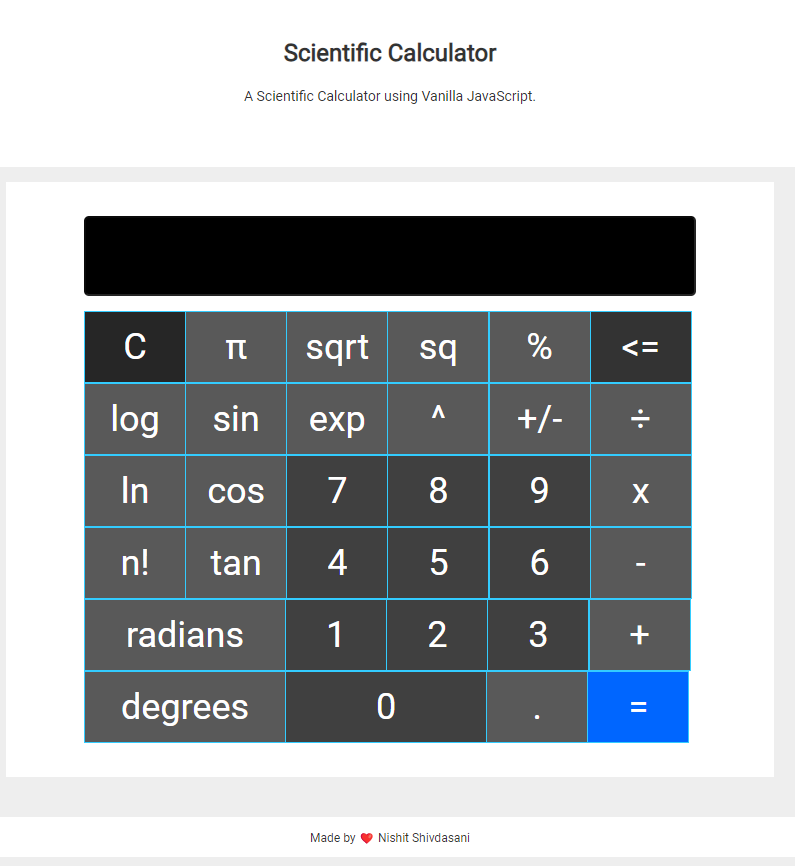 Scientific Calculator
A Scientific Calculator using Vanilla JavaScript.
C π sqrt sq % <=
log sin exp ^ +/- ÷
ln cos 7 8 9 x
n! tan 4 5 6 -
radians 1 2 3 +
degrees 0 . =
Made by ❤️ Nishit Shivdasani